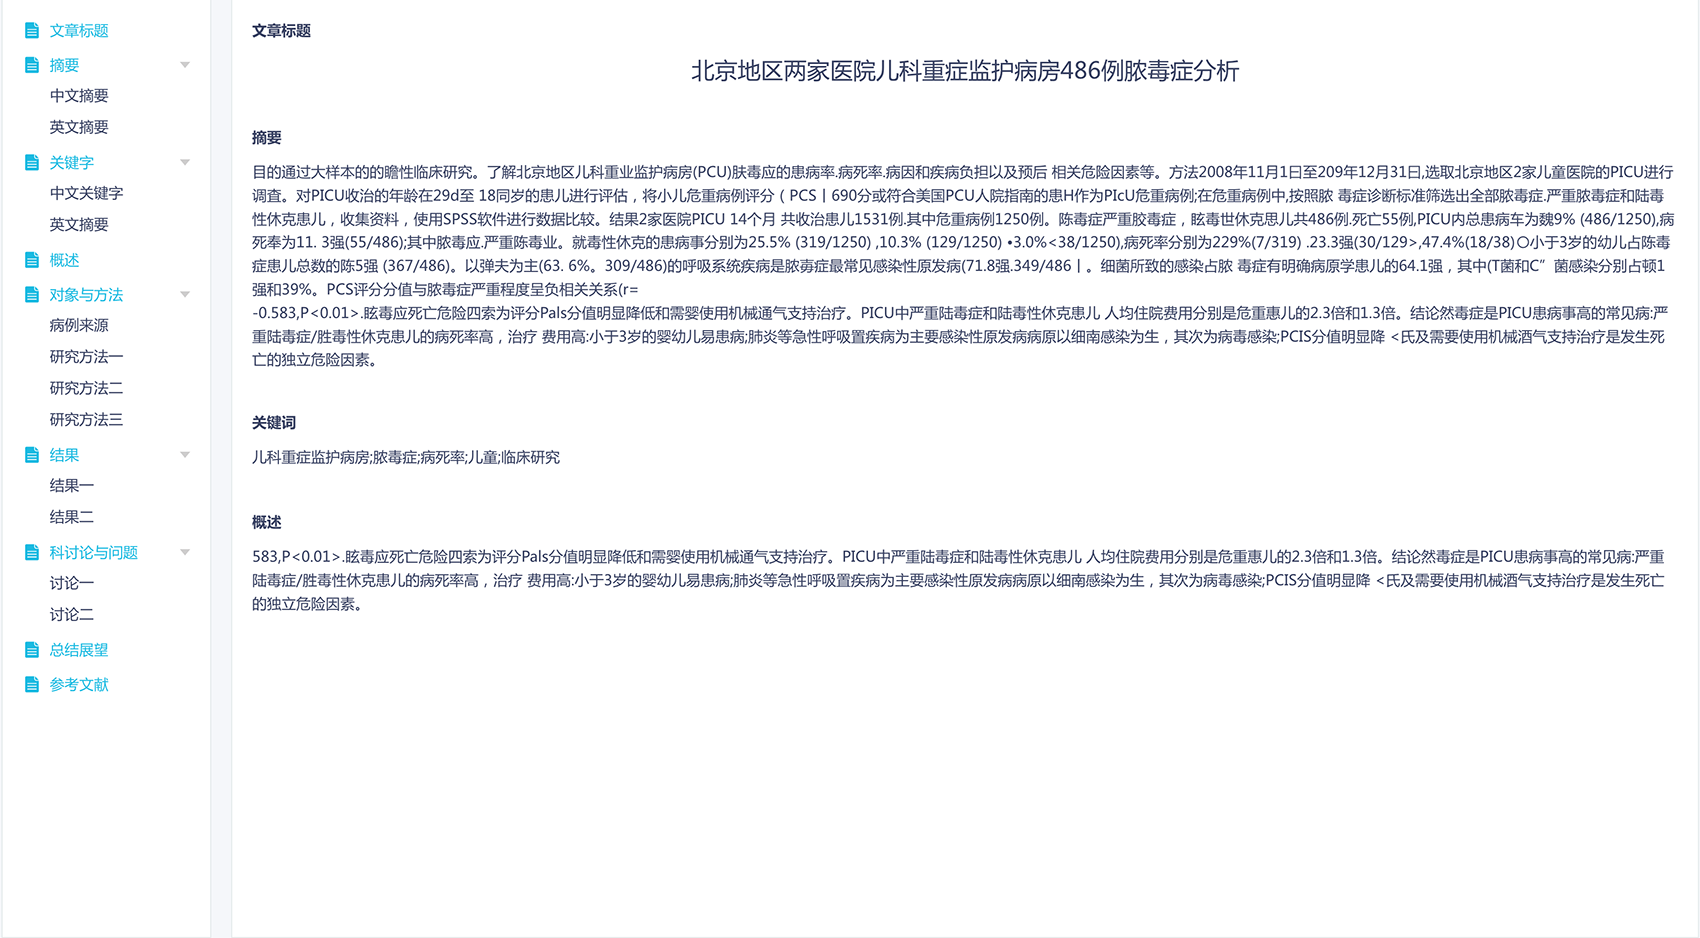 文章标题
摘要
中文摘要
英文摘要
关键字
中文关键字
英文摘要
概述
对象与方法
病例来源
研究方法一
研究方法二
研究方法三
结果
结果一
结果二
科讨论与问题
讨论一
讨论二
总结展望
参考文献
文章标题
北京地区两家医院儿科重症监护病房486例脓毒症分析
摘要
目的通过大样本的的瞻性临床研究。了解北京地区儿科重业监护病房(PCU)肤毒应的患病率.病死率.病因和疾病负担以及预后 相关危险因素等。方法2008年11月1日至209年12月31日,选取北京地区2家儿童医院的PICU进行
调査。对PICU收治的年龄在29d至 18同岁的患儿进行评估，将小儿危重病例评分（ PCS丨690分或符合美国PCU人院指南的患H作为PIcU危重病例;在危重病例中,按照脓 毒症诊断标准筛选出全部脓毒症.严重脓毒症和陆毒
性休克患儿，收集资料，使用SPSS软件进行数据比较。结果2家医院PICU 14个月 共收治患儿1531例.其中危重病例1250例。陈毒症严重胶毒症，眩毒世休克思儿共486例.死亡55例,PICU内总患病车为魏9% (486/1250),病
死奉为11. 3强(55/486);其中脓毒应.严重陈毒业。就毒性休克的患病事分别为25.5% (319/1250) ,10.3% (129/1250) •3.0%<38/1250),病死率分别为229%(7/319) .23.3强(30/129>,47.4%(18/38)〇小于3岁的幼儿占陈毒
症患儿总数的陈5强 (367/486)。以弹夫为主(63. 6%。309/486)的呼吸系统疾病是脓毐症最常见感染性原发病(71.8强.349/486丨。细菌所致的感染占脓 毒症有明确病原学患儿的64.1强，其中(T菌和C”菌感染分别占顿1
强和39%。PCS评分分值与脓毒症严重程度呈负相关关系(r=
-0.583,P<0.01>.眩毒应死亡危险四索为评分Pals分值明显降低和需婴使用机械通气支持治疗。PICU中严重陆毒症和陆毒性休克患儿 人均住院费用分别是危重惠儿的2.3倍和1.3倍。结论然毒症是PICU患病事高的常见病:严
重陆毒症/胜毒性休克患儿的病死率高，治疗 费用高:小于3岁的婴幼儿易患病;肺炎等急性呼吸置疾病为主要感染性原发病病原以细南感染为生，其次为病毒感染;PCIS分值明显降 <氏及需要使用机械酒气支持治疗是发生死
亡的独立危险因素。
关键词
儿科重症监护病房;脓毒症;病死率;儿童;临床研究
概述
583,P<0.01>.眩毒应死亡危险四索为评分Pals分值明显降低和需婴使用机械通气支持治疗。PICU中严重陆毒症和陆毒性休克患儿 人均住院费用分别是危重惠儿的2.3倍和1.3倍。结论然毒症是PICU患病事高的常见病:严重
陆毒症/胜毒性休克患儿的病死率高，治疗 费用高:小于3岁的婴幼儿易患病;肺炎等急性呼吸置疾病为主要感染性原发病病原以细南感染为生，其次为病毒感染;PCIS分值明显降 <氏及需要使用机械酒气支持治疗是发生死亡
的独立危险因素。